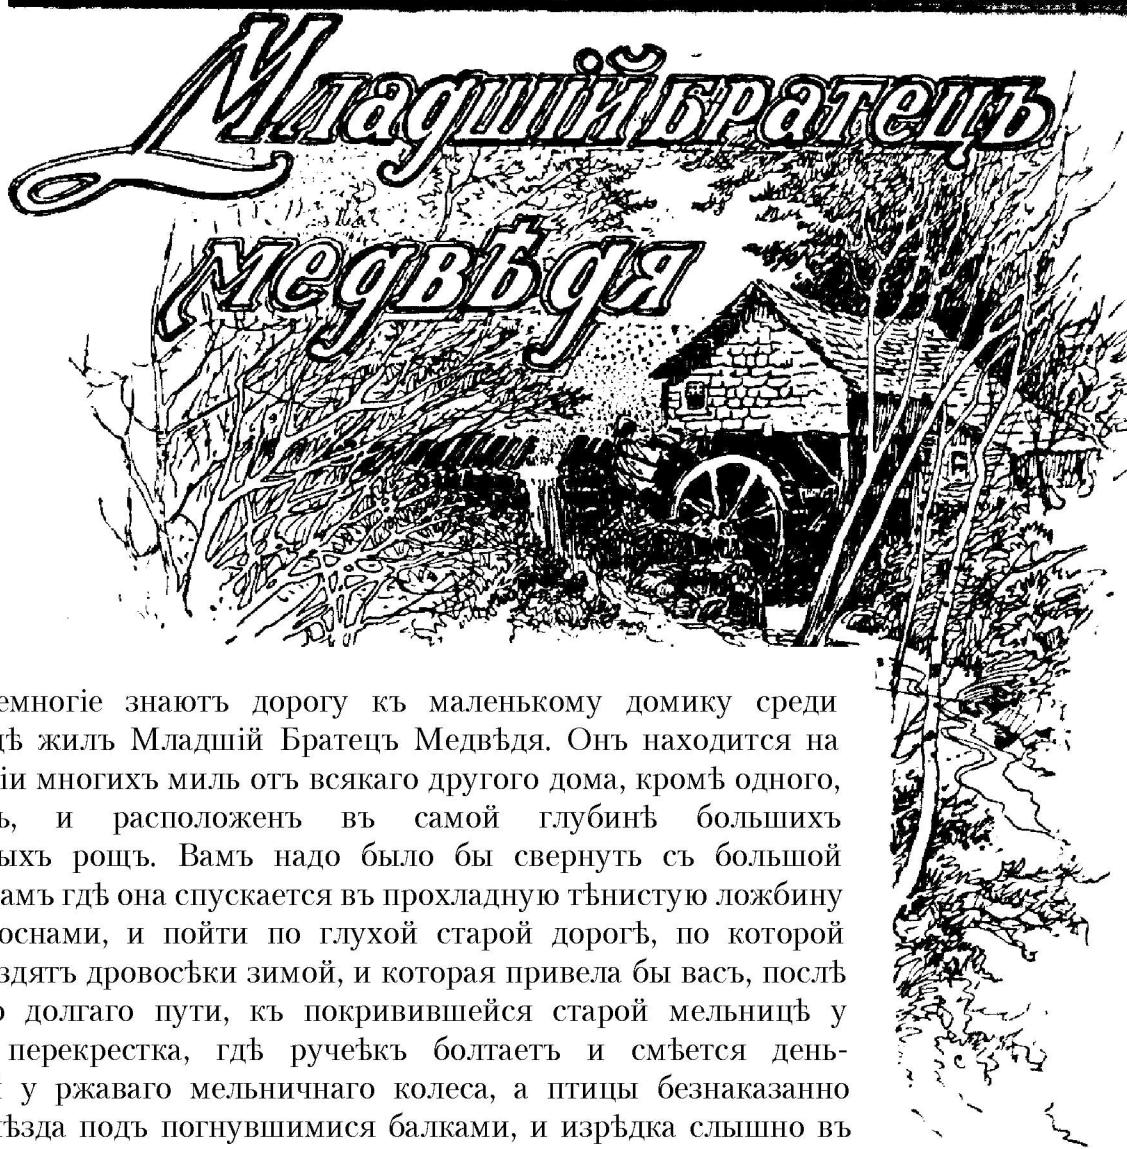 Младшій братецъ
медвѣдя
емногіе знаютъ дорогу къ маленькому домику среди
дѣ жилъ Младшій Братецъ Медвѣдя. Онъ находится на
іи многихъ миль отъ всякаго другого дома, кромѣ одного,
ь, и расположенъ въ самой глубинѣ большихъ
ыхъ рощъ. Вамъ надо было бы свернуть съ большой
амъ гдѣ она спускается въ прохладную тѣнистую ложбину
оснами, и пойти по глухой старой дорогѣ, по которой
здятъ дровосѣки зимой, и которая привела бы васъ, послѣ
о долгаго пути, къ покривившейся старой мельницѣ у
перекрестка, гдѣ ручеѣкъ болтаетъ и смѣется день-
у ржаваго мельничнаго колеса, а птицы безнаказанно
ѣзда подъ погнувшимися балками, и изрѣдка слышно въ